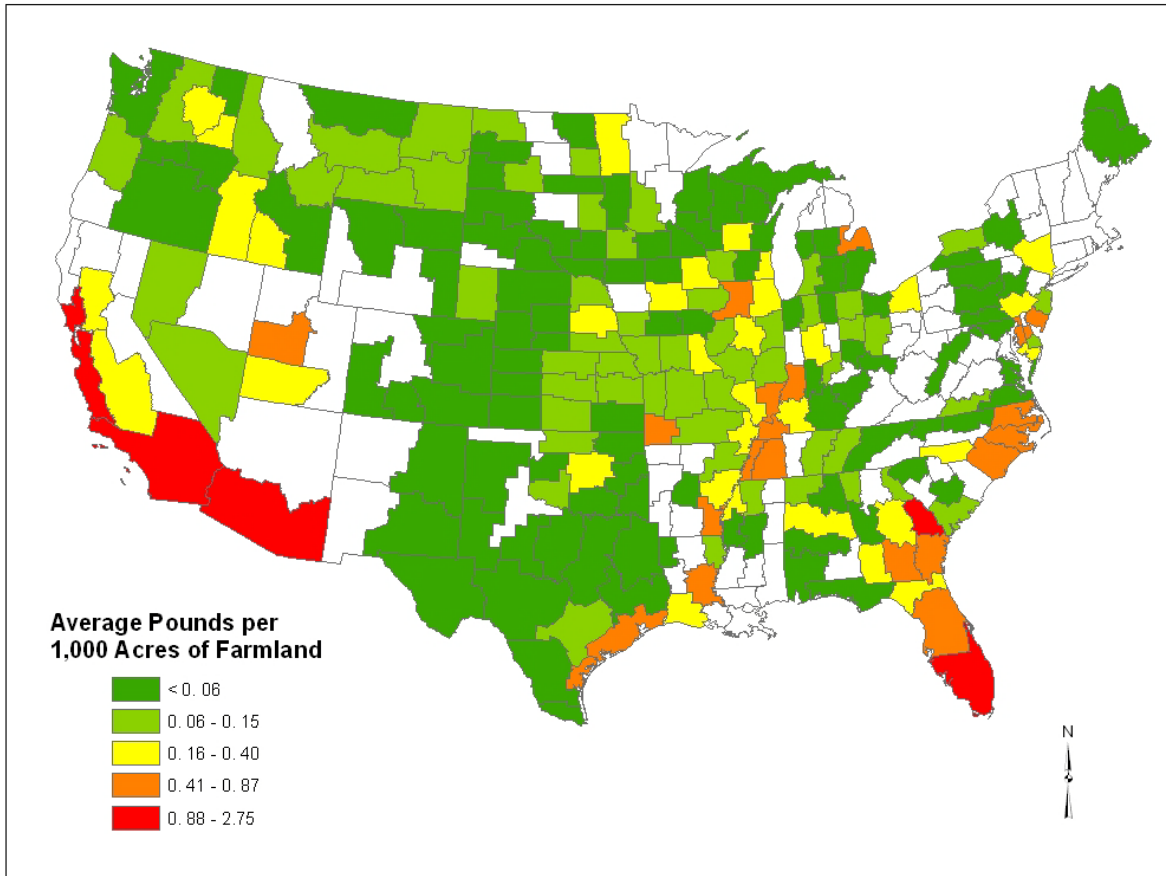 Average Pounds per
1,000 Acres of Farmland
< 0. 06
0. 06 - 0. 15
0. 16 - 0. 40
0. 41 - 0. 87
0. 88 - 2.75
N